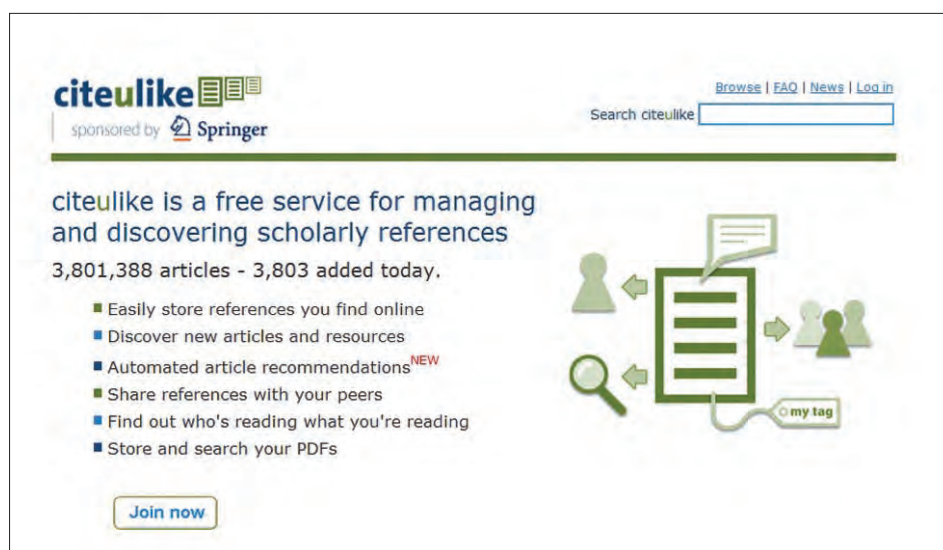 citeulike
sponsored by Springer
Browse | FAQ | News | Log in
Search citeulike
citeulike is a free service for managing
and discovering scholarly references
3,801,388 articles - 3,803 added today.
Easily store references you find online
Discover new articles and resources
Automated article recommendationsNEW
Share references with your peers
Find out who's reading what you're reading
Store and search your PDFs
my tag
Join now